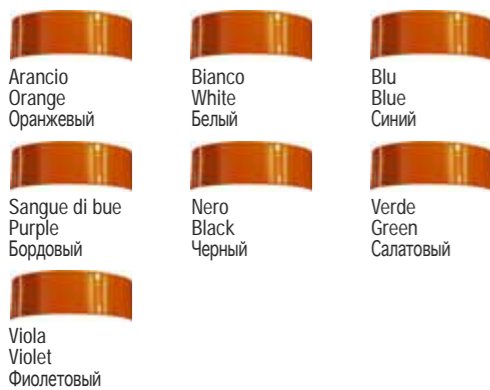 Arancio
Orange
Оранжевый
Bianco
White
Белый
Blu
Blue
Синий
Sangue di bue
Purple
Бордовый
Nero
Black
Черный
Verde
Green
Салатовый
Viola
Violet
Фиолетовый